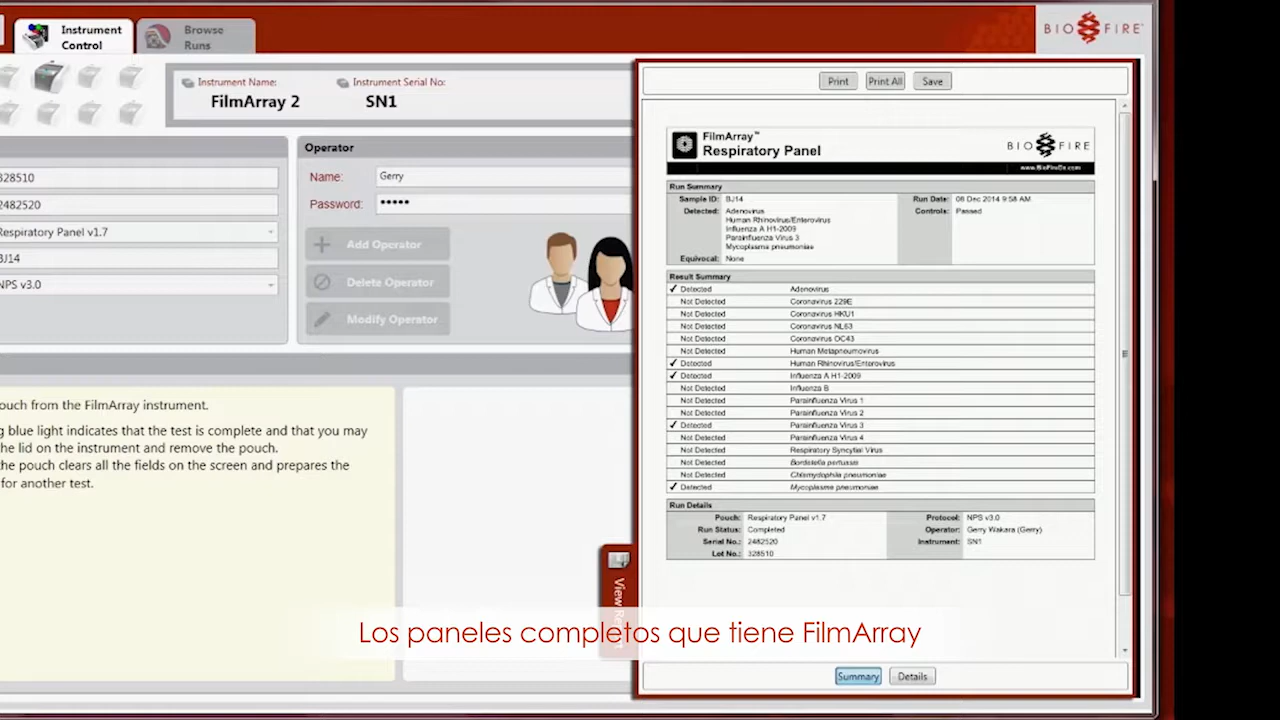 Instrument
Control
Browse
Runs
BIO FIRE
Instrument Name:
FilmArray 2
Instrument Serial No:
SN1
328510
2482520
Respiratory Panel v1.7
BJ14
NPS v3.0
Operator
Name: Gerry
Password: •••••
Add Operator
Delete Operator
Modify Operator
ouch from the FilmArray instrument.
g blue light indicates that the test is complete and that you may
he lid on the instrument and remove the pouch.
the pouch clears all the fields on the screen and prepares the
for another test.
Print Print All Save
FilmArray™
Respiratory Panel
BIO FIRE
www.BioFireDx.com
Run Summary
Sample ID: BJ14 Run Date: 08 Dec 2014 9:58 AM
Detected: Adenovirus Controls: Passed
Human Rhinovirus/Enterovirus
Influenza A H1-2009
Parainfluenza Virus 3
Mycoplasma pneumoniae
Equivocal: None
Result Summary
✓ Detected Adenovirus
Not Detected Coronavirus 229E
Not Detected Coronavirus HKU1
Not Detected Coronavirus NL63
Not Detected Coronavirus OC43
Not Detected Human Metapneumovirus
✓ Detected Human Rhinovirus/Enterovirus
✓ Detected Influenza A H1-2009
Not Detected Influenza B
Not Detected Parainfluenza Virus 1
Not Detected Parainfluenza Virus 2
✓ Detected Parainfluenza Virus 3
Not Detected Parainfluenza Virus 4
Not Detected Respiratory Syncytial Virus
Not Detected Bordetella pertussis
Not Detected Chlamydophila pneumoniae
✓ Detected Mycoplasma pneumoniae
Run Details
Pouch: Respiratory Panel v1.7 Protocol: NPS v3.0
Run Status: Completed Operator: Gerry Wakara (Gerry)
Serial No.: 2482520 Instrument: SN1
Lot No.: 328510
View
Los paneles completos que tiene FilmArray
Summary Details